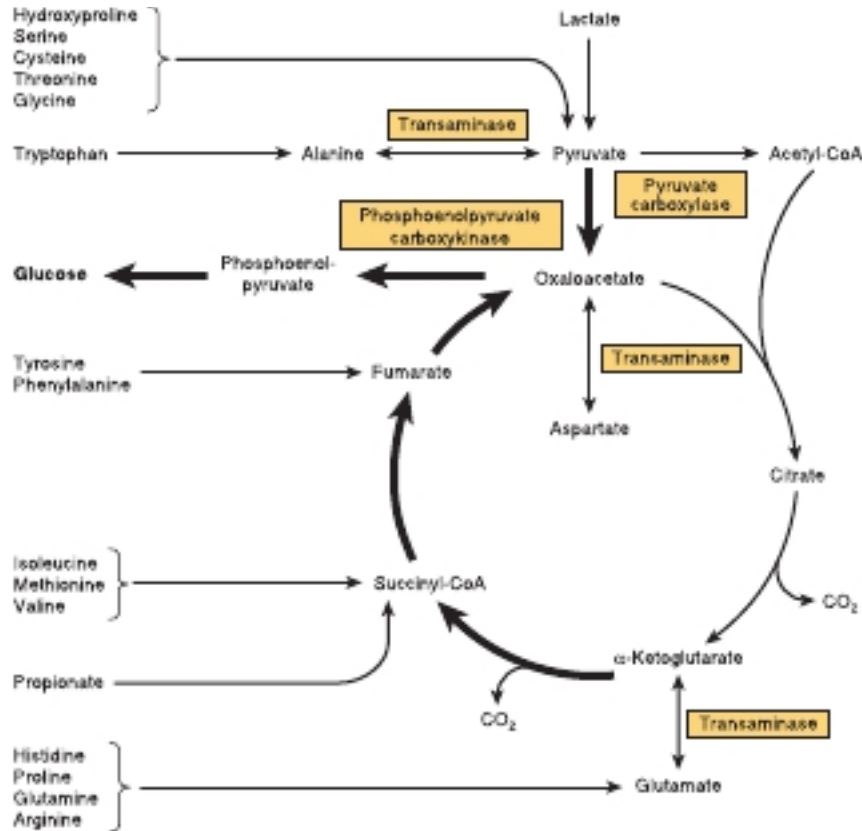 Hydroxyproline
Serine
Cysteine
Threonine
Glycine
Lactate
Transaminase
Tryptophan
Alanine
Pyruvate
Acetyl-CoA
Pyruvate
carboxylase
Phosphoenolpyruvate
carboxykinase
Glucose
Phosphoenol-
pyruvate
Oxaloacetate
Tyrosine
Phenylalanine
Fumarate
Transaminase
Aspartate
Citrate
Isoleucine
Methionine
Valine
Succinyl-CoA
CO₂
α-Ketoglutarate
Propionate
CO₂
Transaminase
Histidine
Proline
Glutamine
Arginine
Glutamate